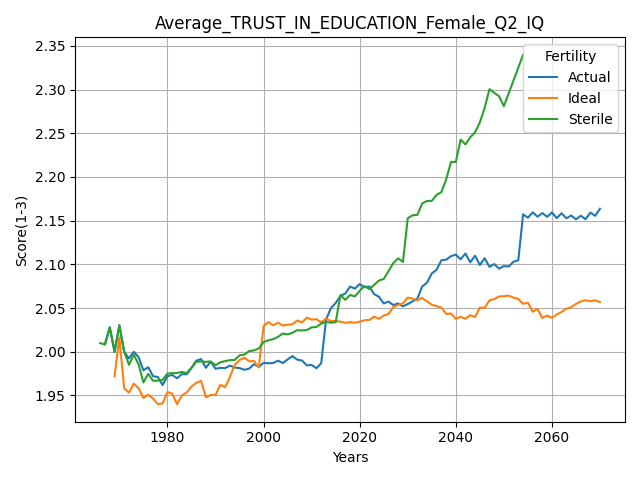 Average_TRUST_IN_EDUCATION_Female_Q2_IQ
Score(1-3)
2.35
2.30
2.25
2.20
2.15
2.10
2.05
2.00
1.95
Fertility
Actual
Ideal
Sterile
1980
2000
2020
2040
2060
Years